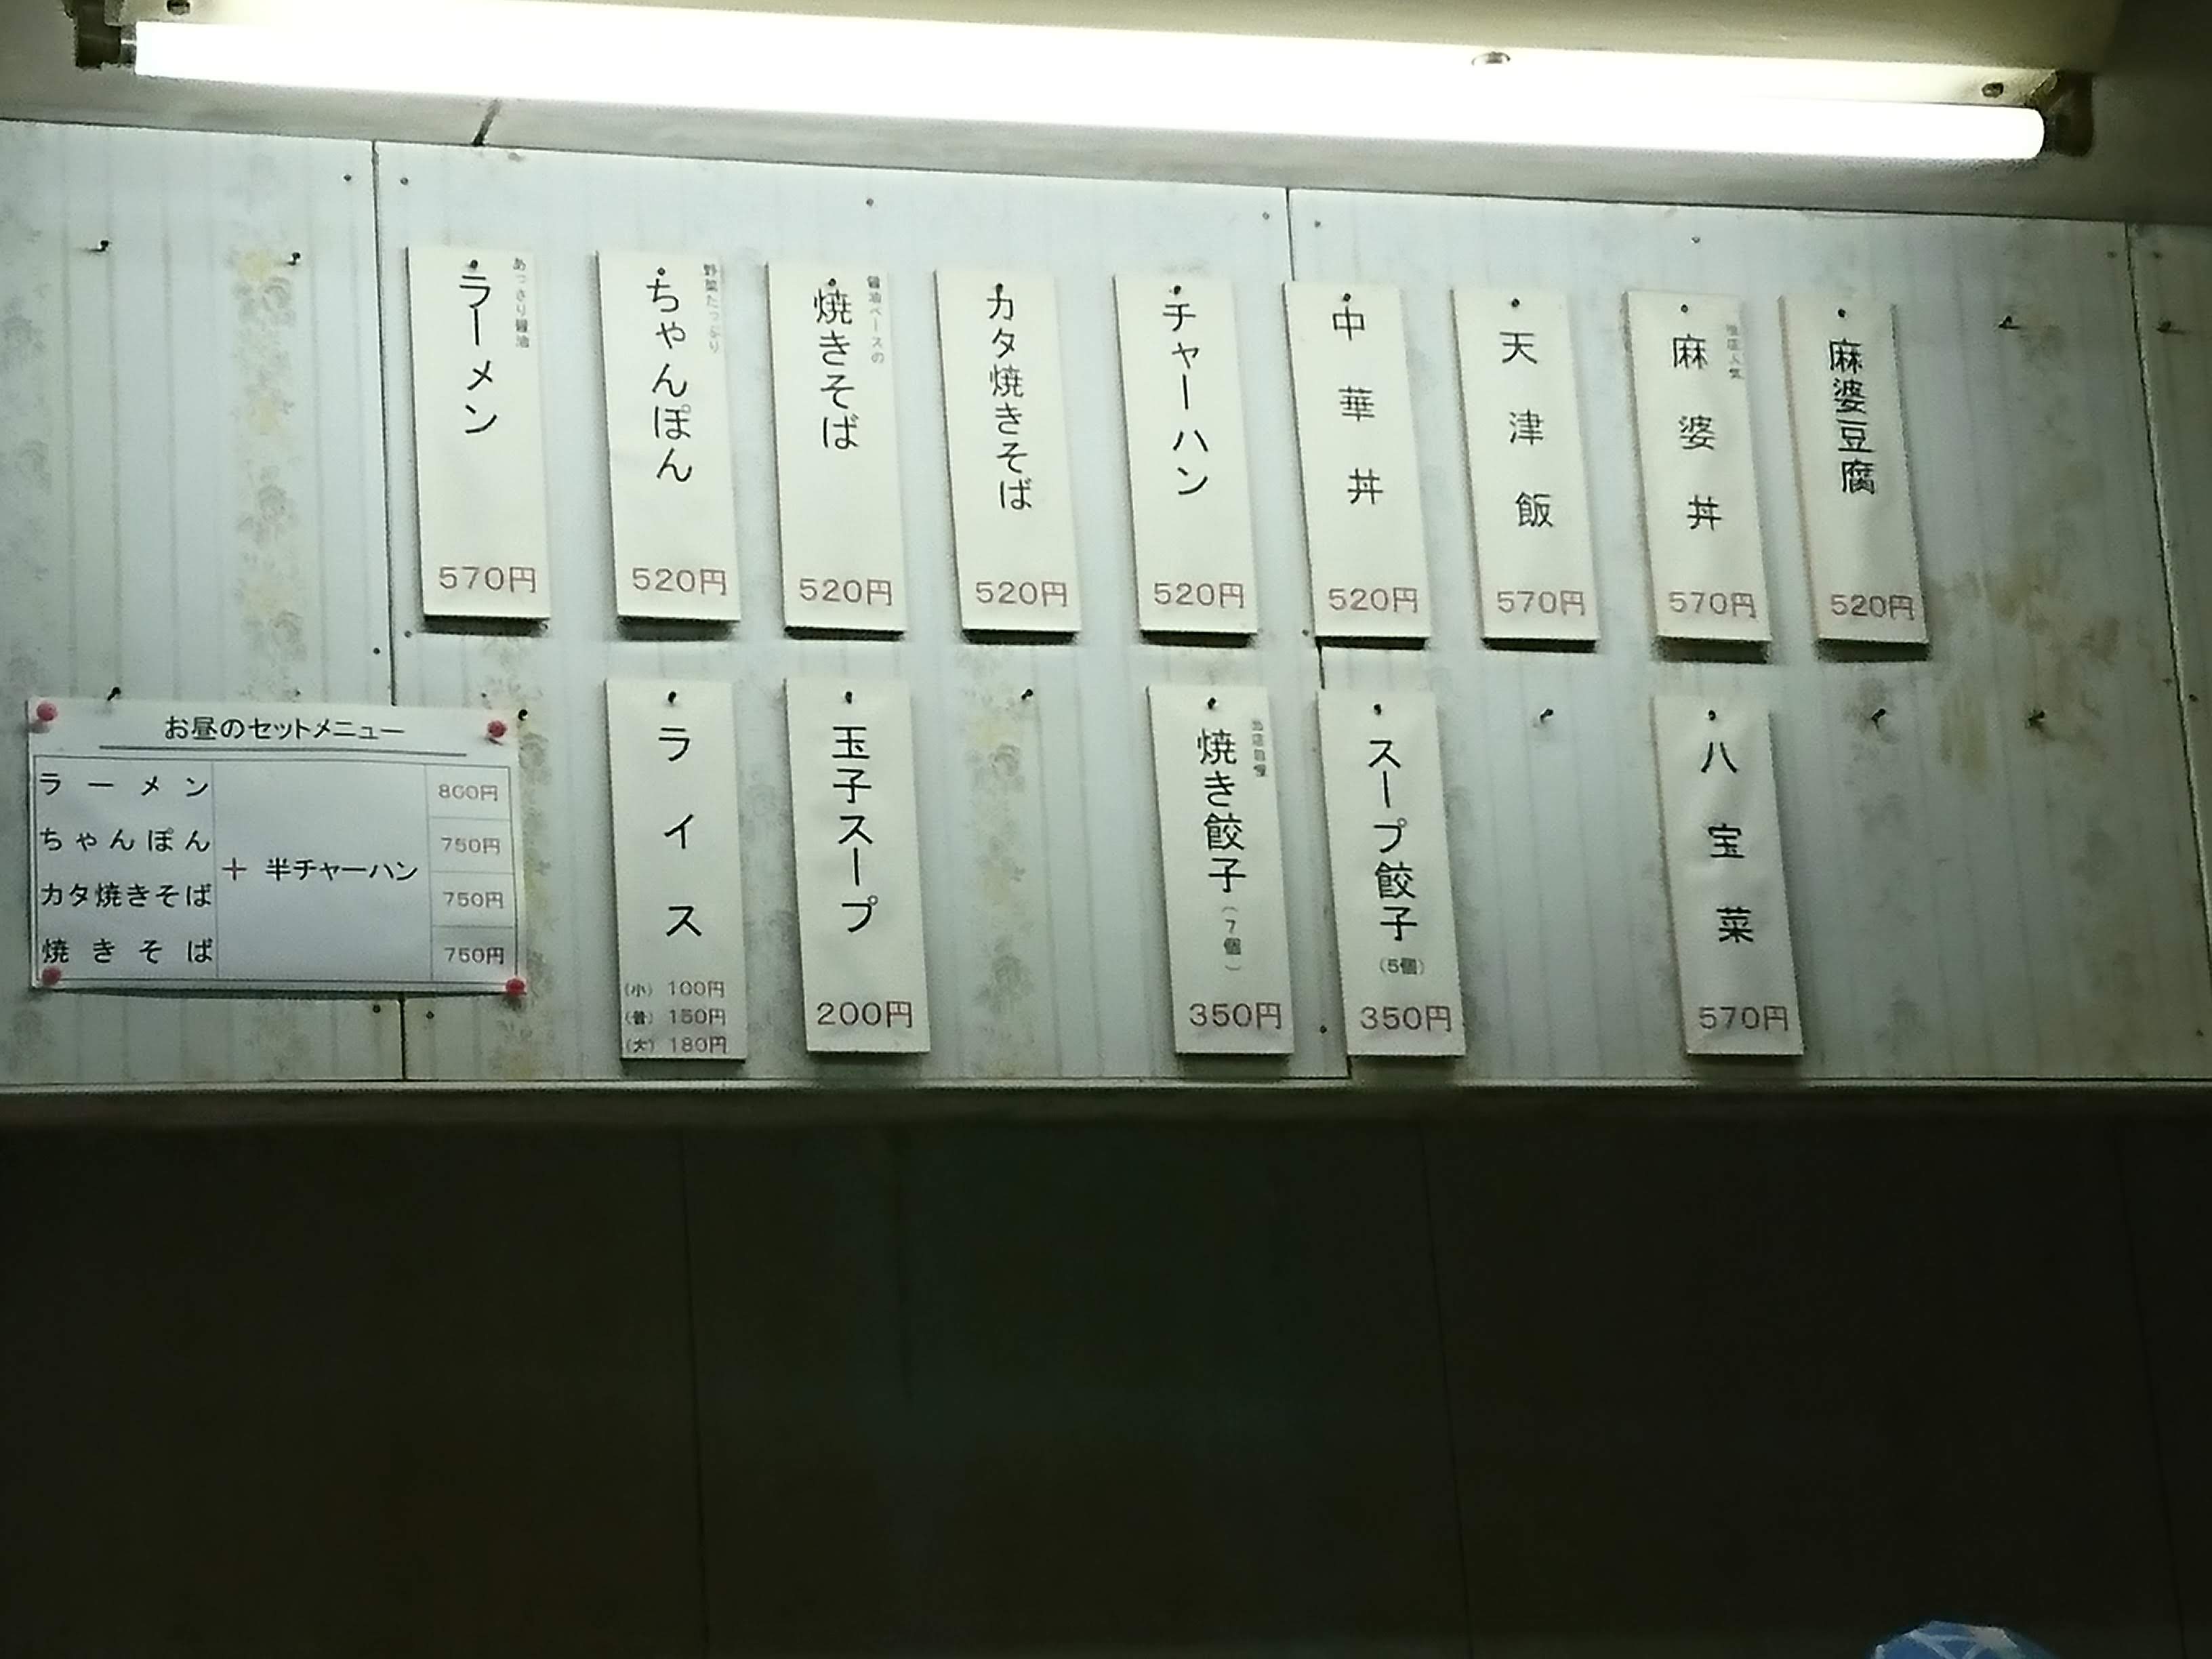 あっさり醤油
ラーメン
570円
野菜たっぷり
ちゃんぽん
520円
醤油ベースの
焼きそば
520円
カタ焼きそば
520円
チャーハン
520円
中華丼
520円
天津飯
570円
麻婆丼
570円
麻婆豆腐
520円
お昼のセットメニュー
ラーメン
ちゃんぽん
カタ焼きそば
焼きそば
+ 半チャーハン
800円
750円
750円
750円
ライス
(小) 100円
(普) 150円
(大) 180円
玉子スープ
200円
当店自慢
焼き餃子(7個)
350円
スープ餃子
(5個)
350円
八宝菜
570円